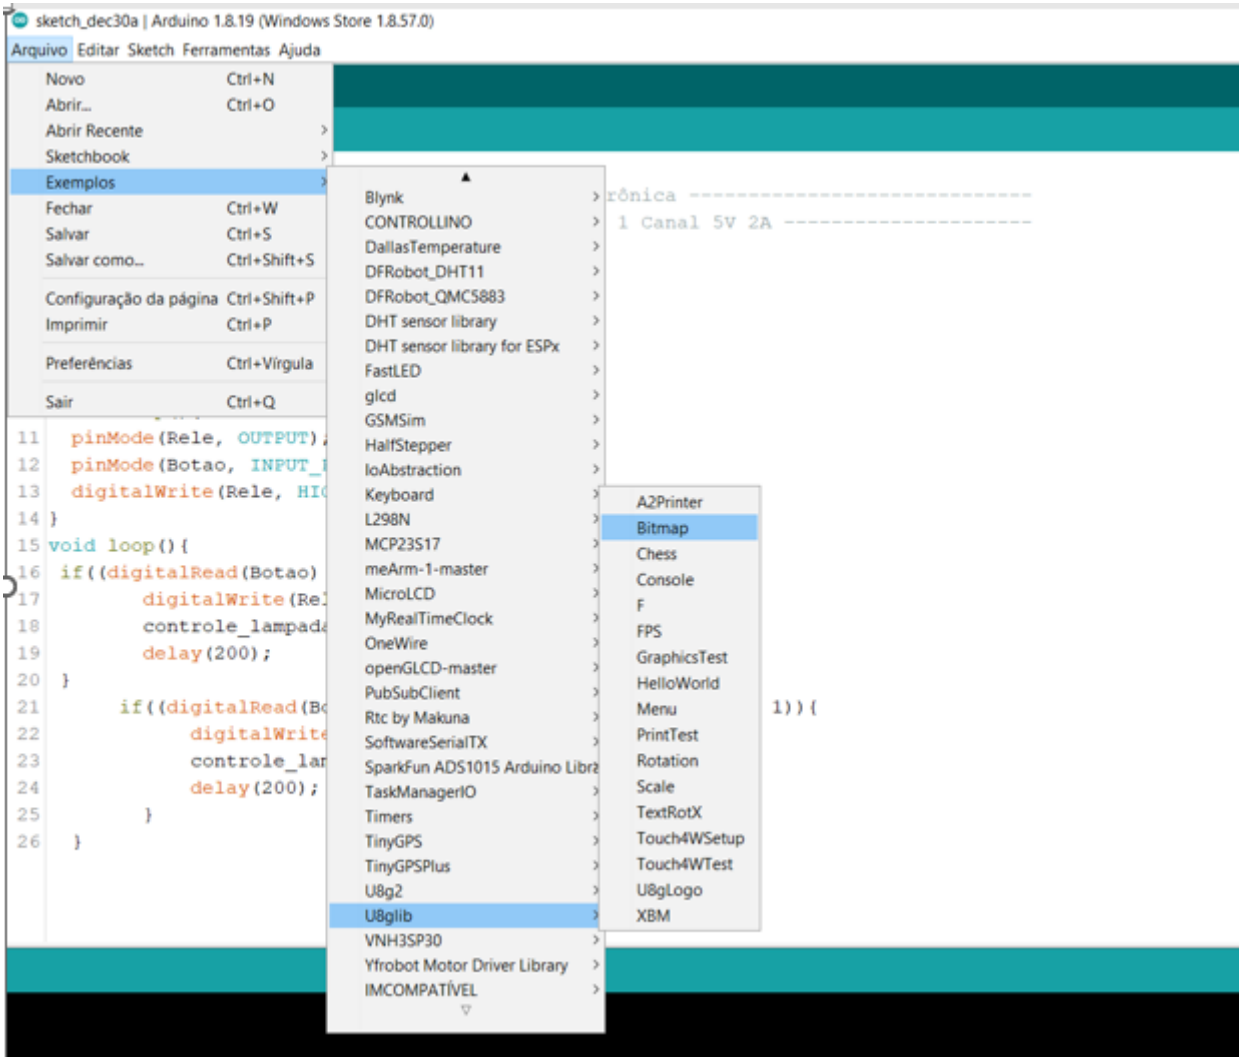 sketch_dec30a | Arduino 1.8.19 (Windows Store 1.8.57.0)
Arquivo Editar Sketch Ferramentas Ajuda
Novo Ctrl+N
Abrir... Ctrl+O
Abrir Recente
Sketchbook
Exemplos
Fechar Ctrl+W
Salvar Ctrl+S
Salvar como... Ctrl+Shift+S
Configuração da página Ctrl+Shift+P
Imprimir Ctrl+P
Preferências Ctrl+Vírgula
Sair Ctrl+Q
Blynk
CONTROLLINO
DallasTemperature
DFRobot_DHT11
DFRobot_QMC5883
DHT sensor library
DHT sensor library for ESPx
FastLED
glcd
GSMSim
HalfStepper
IoAbstraction
Keyboard
L298N
MCP23S17
meArm-1-master
MicroLCD
MyRealTimeClock
OneWire
openGLCD-master
PubSubClient
Rtc by Makuna
SoftwareSerialTX
SparkFun ADS1015 Arduino Libra
TaskManagerIO
Timers
TinyGPS
TinyGPSPlus
U8g2
U8glib
VNH3SP30
Yfrobot Motor Driver Library
IMCOMPATÍVEL
A2Printer
Bitmap
Chess
Console
F
FPS
GraphicsTest
HelloWorld
Menu
PrintTest
Rotation
Scale
TextRotX
Touch4WSetup
Touch4WTest
U8gLogo
XBM
rônica -----------------------------
1 Canal 5V 2A ---------------------
11 pinMode(Rele, OUTPUT);
12 pinMode(Botao, INPUT_
13 digitalWrite(Rele, HIG
14 }
15 void loop(){
16 if((digitalRead(Botao)
17 digitalWrite(Rel
18 controle_lampada
19 delay(200);
20 }
21 if((digitalRead(Bo 1)){
22 digitalWrite
23 controle_lam
24 delay(200);
25 }
26 }